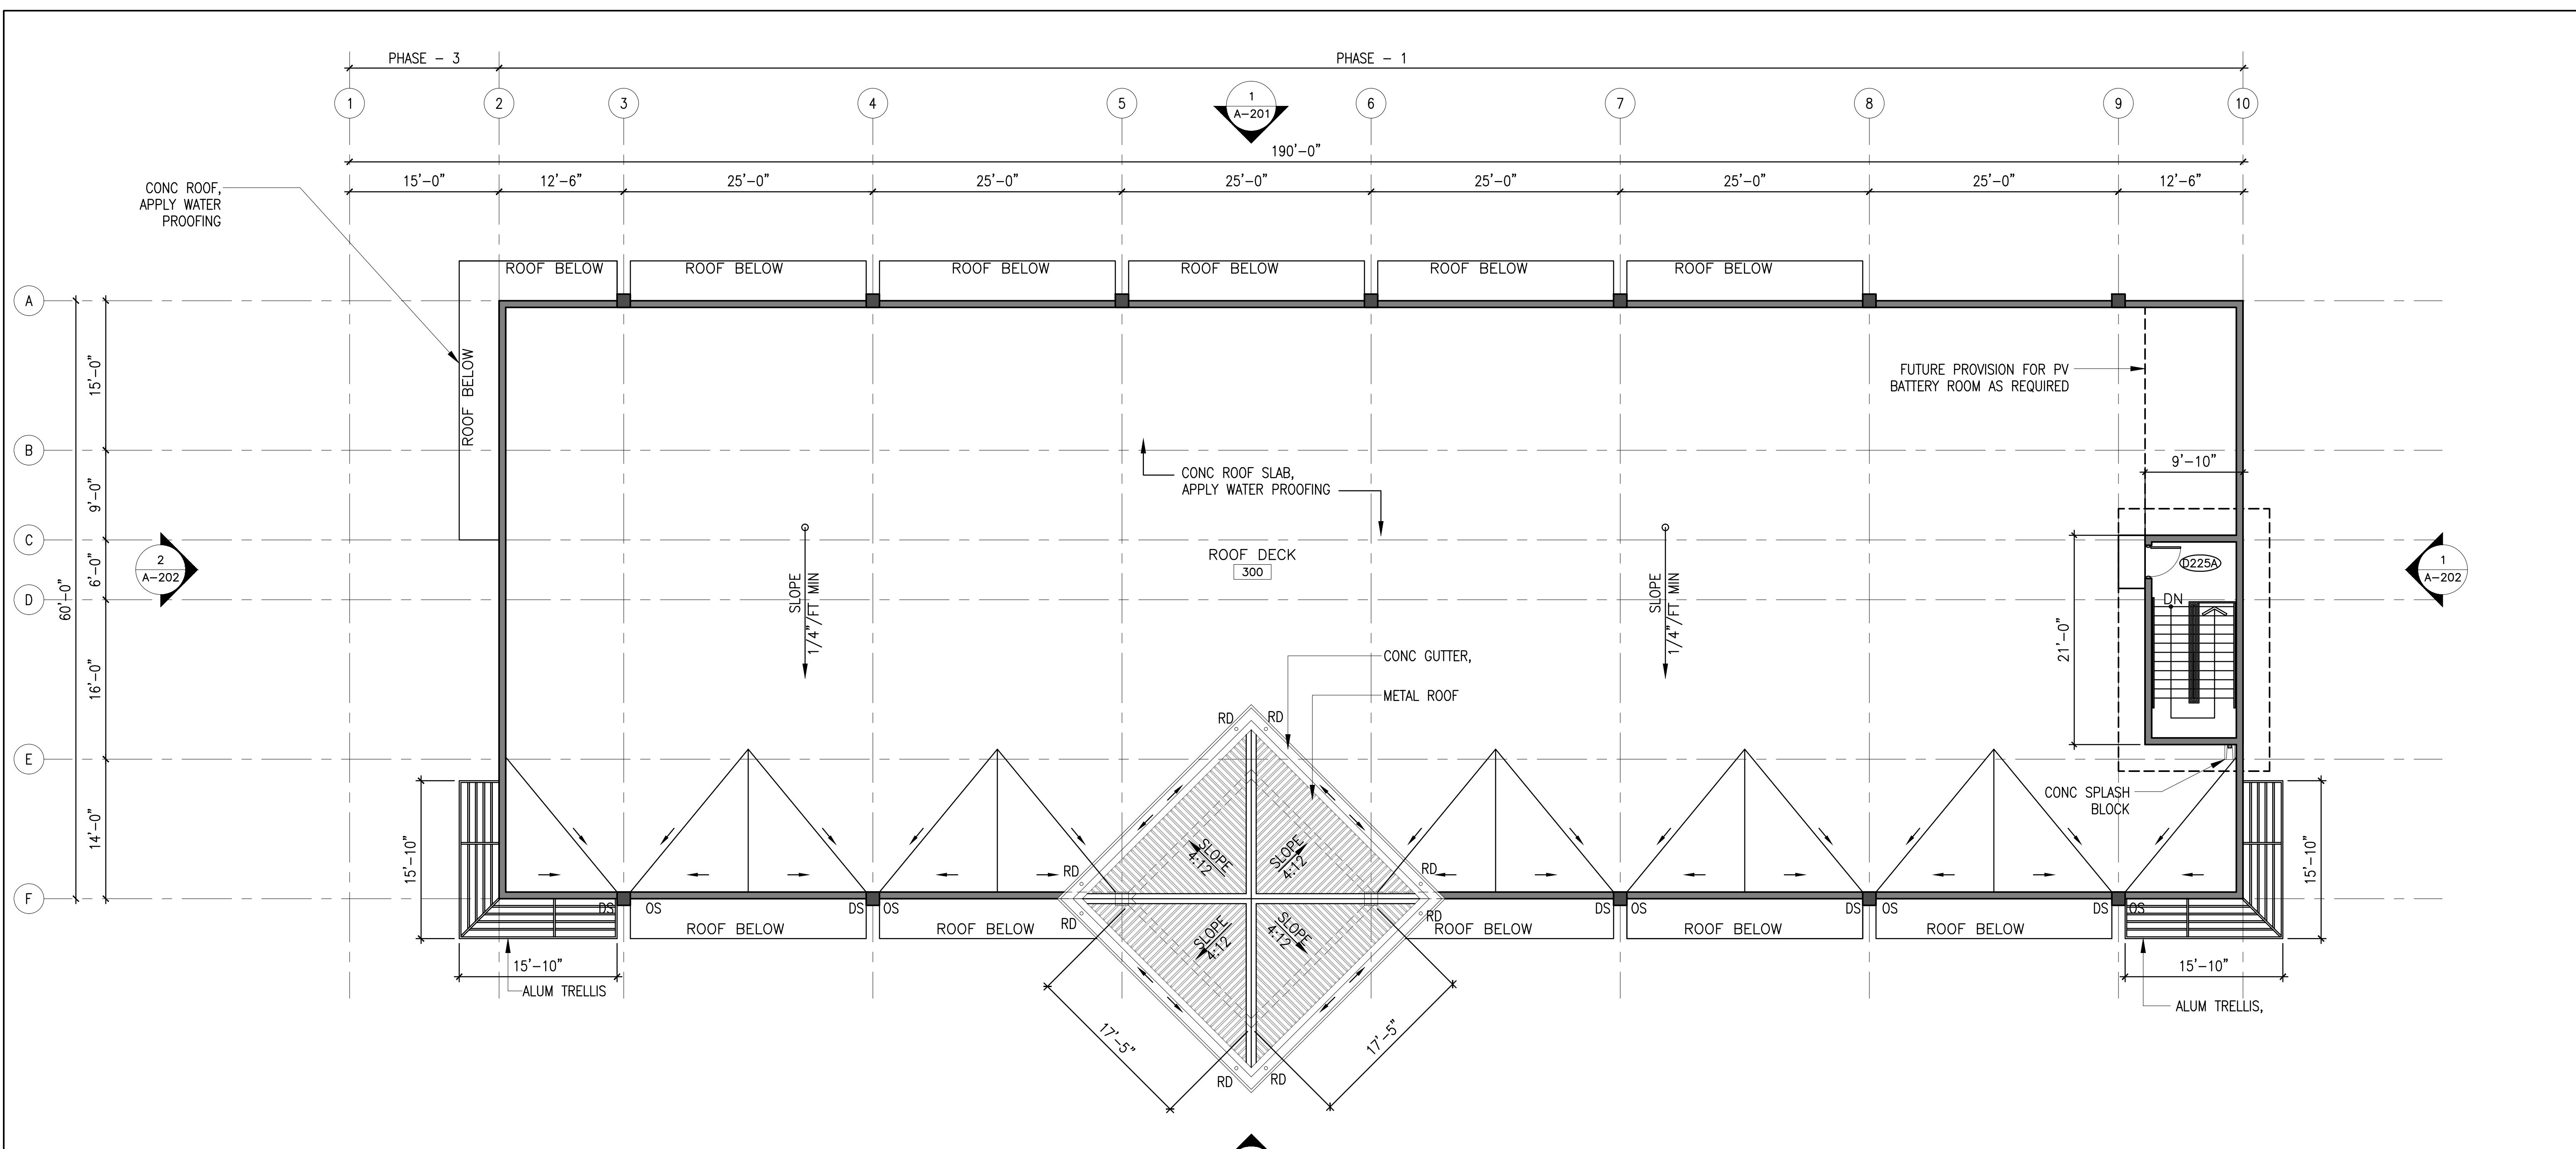 PHASE - 3
PHASE - 1
1
2
3
4
5
6
7
8
9
10
1
A-201
190'-0"
15'-0"
12'-6"
25'-0"
25'-0"
25'-0"
25'-0"
25'-0"
25'-0"
12'-6"
CONC ROOF,
APPLY WATER
PROOFING
ROOF BELOW
ROOF BELOW
ROOF BELOW
ROOF BELOW
ROOF BELOW
ROOF BELOW
ROOF BELOW
A
B
C
D
E
F
15'-0"
9'-0"
6'-0"
16'-0"
14'-0"
60'-0"
2
A-202
1
A-202
FUTURE PROVISION FOR PV
BATTERY ROOM AS REQUIRED
9'-10"
CONC ROOF SLAB,
APPLY WATER PROOFING
ROOF DECK
300
SLOPE
1/4"/FT MIN
SLOPE
1/4"/FT MIN
D225A
DN
21'-0"
CONC GUTTER,
METAL ROOF
RD
RD
CONC SPLASH
BLOCK
SLOPE
4:12
SLOPE
4:12
SLOPE
4:12
SLOPE
4:12
RD
RD
RD
RD
15'-10"
15'-10"
DS
OS
DS
OS
DS
OS
DS
OS
DS
OS
ROOF BELOW
ROOF BELOW
ROOF BELOW
ROOF BELOW
ROOF BELOW
15'-10"
15'-10"
ALUM TRELLIS
ALUM TRELLIS,
17'-5"
17'-5"
RD
RD